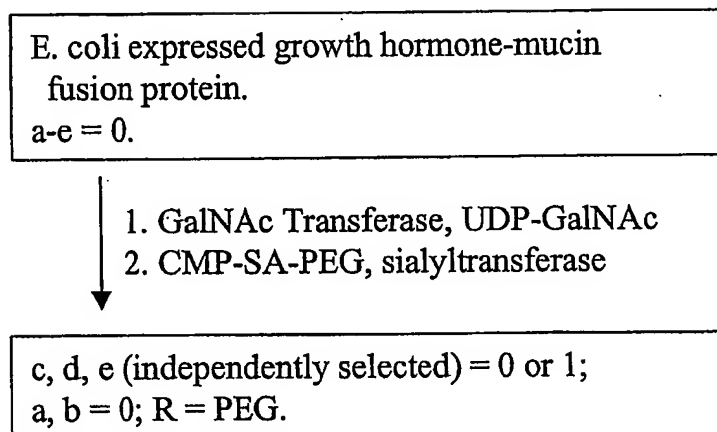 E. coli expressed growth hormone-mucin
fusion protein.
a-e = 0.
1. GalNAc Transferase, UDP-GalNAc
2. CMP-SA-PEG, sialyltransferase
c, d, e (independently selected) = 0 or 1;
a, b = 0; R = PEG.